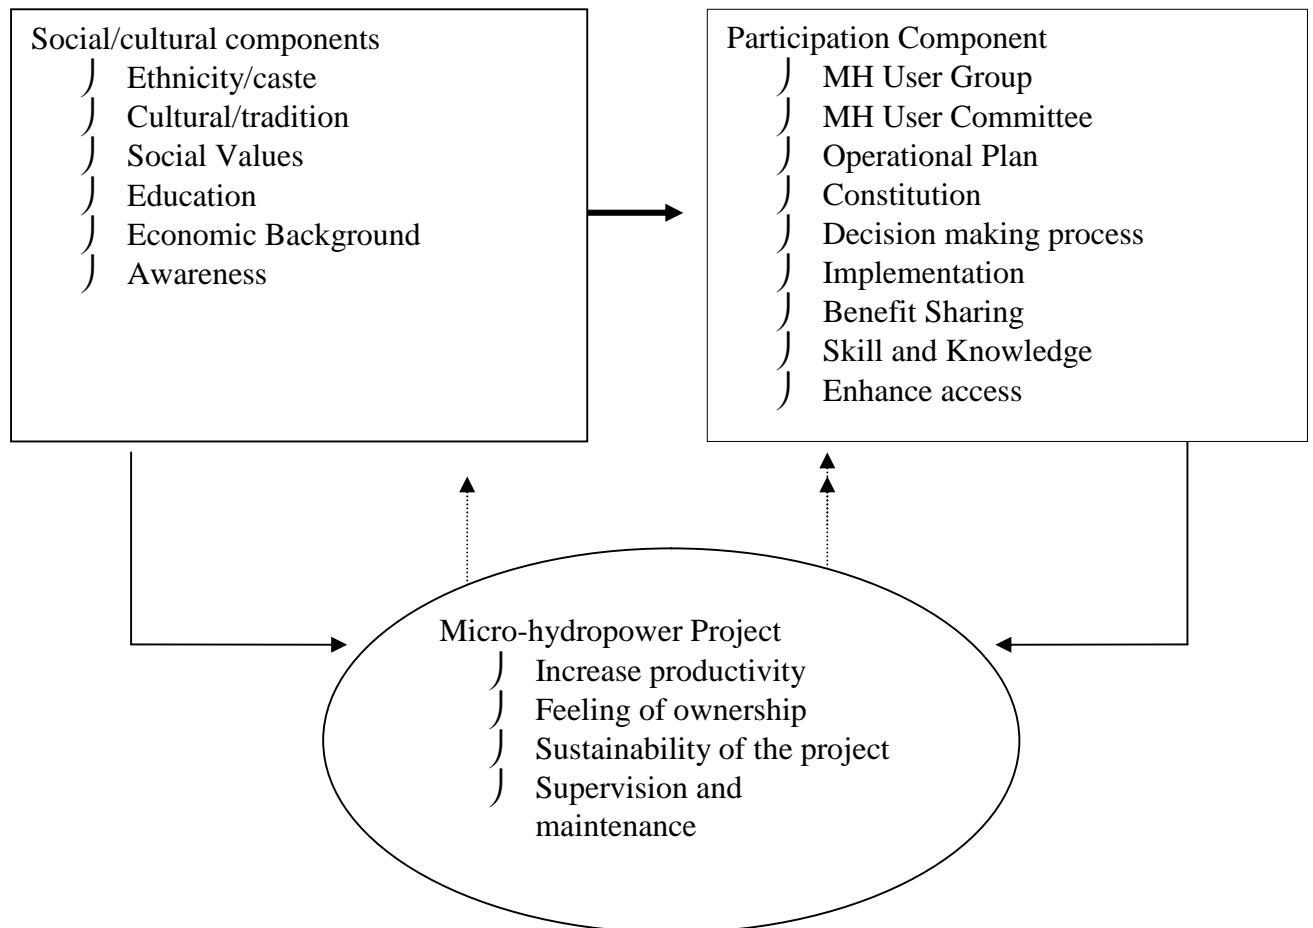 Social/cultural components
Ethnicity/caste
Cultural/tradition
Social Values
Education
Economic Background
Awareness
Participation Component
MH User Group
MH User Committee
Operational Plan
Constitution
Decision making process
Implementation
Benefit Sharing
Skill and Knowledge
Enhance access
Micro-hydropower Project
Increase productivity
Feeling of ownership
Sustainability of the project
Supervision and
maintenance